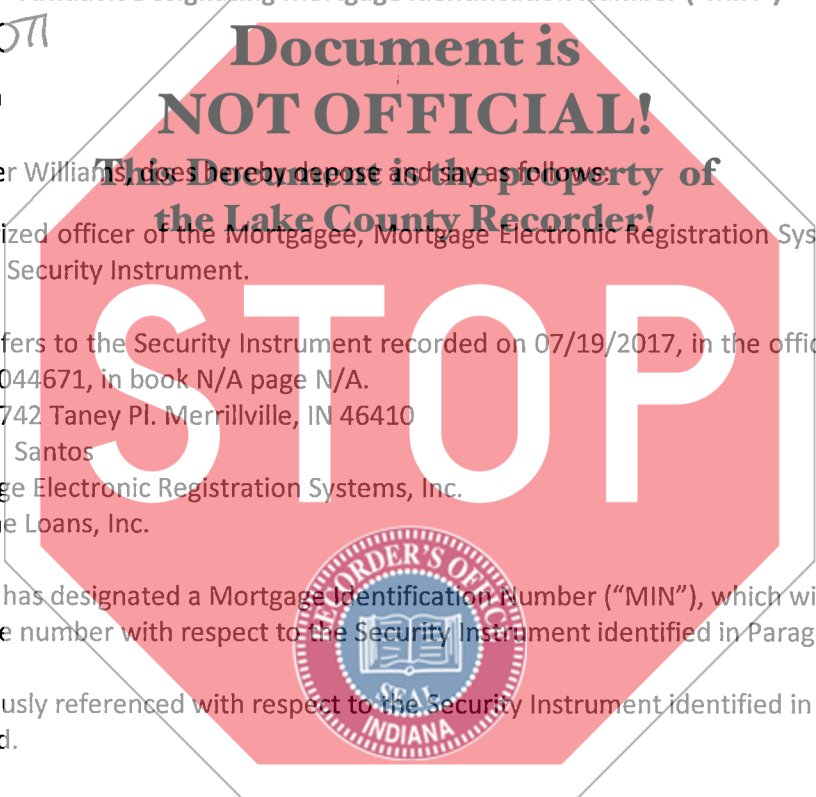 Document is
NOT OFFICIAL!
This Document is the property of
the Lake County Recorder!
er Williams, does hereby depose and say as follows:
ized officer of the Mortgagee, Mortgage Electronic Registration Sys
Security Instrument.
fers to the Security Instrument recorded on 07/19/2017, in the offic
044671, in book N/A page N/A.
742 Taney Pl. Merrillville, IN 46410
Santos
ge Electronic Registration Systems, Inc.
e Loans, Inc.
STOP
has designated a Mortgage Identification Number (“MIN”), which wi
e number with respect to the Security Instrument identified in Parag
usly referenced with respect to the Security Instrument identified in
d.
RECORDER'S OFFICE
SEAL
INDIANA